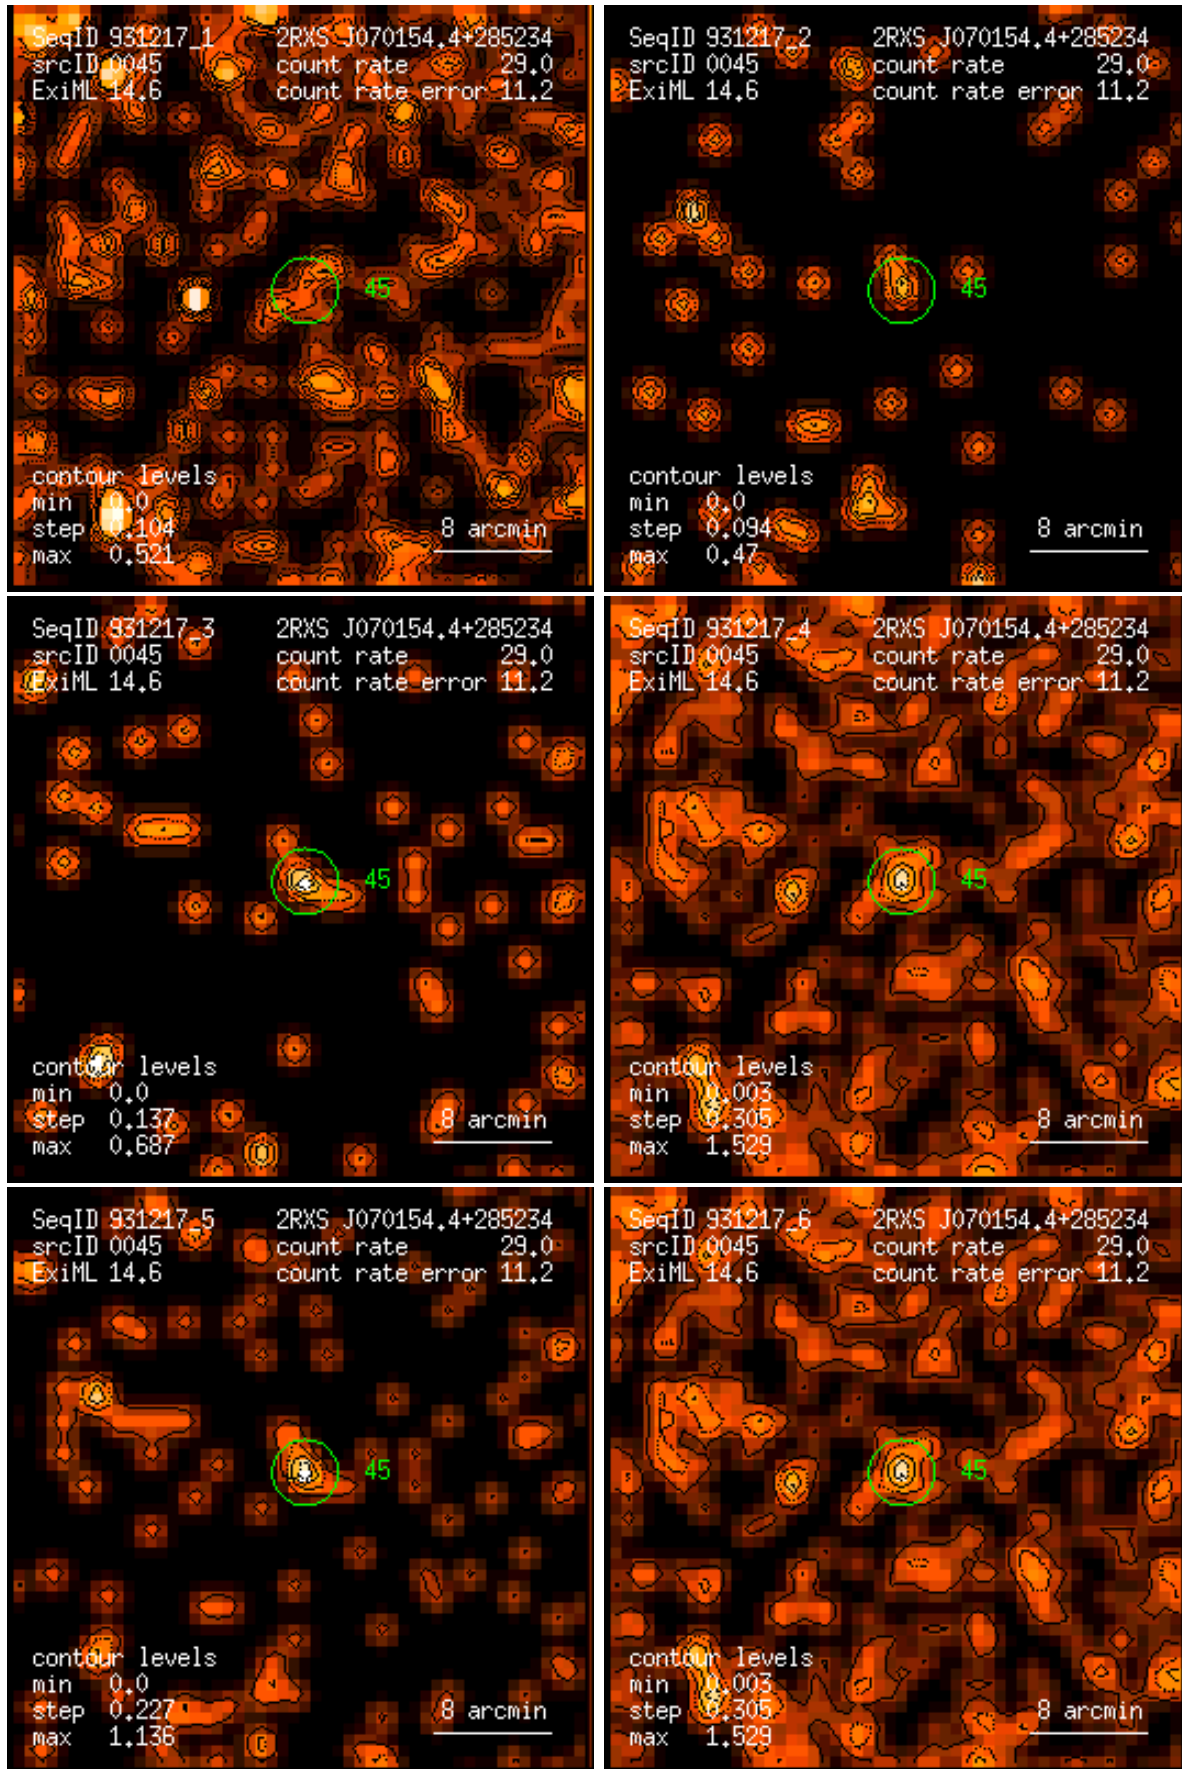 SeqID 931217_1 2RXS J070154.4+285234
srcID 0045 count rate 29.0
ExiML 14.6 count rate error 11.2
45
contour levels
min 0.0
step 0.104 8 arcmin
max 0.521
SeqID 931217_2 2RXS J070154.4+285234
srcID 0045 count rate 29.0
ExiML 14.6 count rate error 11.2
45
contour levels
min 0.0
step 0.094 8 arcmin
max 0.47
SeqID 931217_3 2RXS J070154.4+285234
srcID 0045 count rate 29.0
ExiML 14.6 count rate error 11.2
45
contour levels
min 0.0
step 0.137 8 arcmin
max 0.687
SeqID 931217_4 2RXS J070154.4+285234
srcID 0045 count rate 29.0
ExiML 14.6 count rate error 11.2
45
contour levels
min 0.003
step 0.305 8 arcmin
max 1.529
SeqID 931217_5 2RXS J070154.4+285234
srcID 0045 count rate 29.0
ExiML 14.6 count rate error 11.2
45
contour levels
min 0.0
step 0.227 8 arcmin
max 1.136
SeqID 931217_6 2RXS J070154.4+285234
srcID 0045 count rate 29.0
ExiML 14.6 count rate error 11.2
45
contour levels
min 0.003
step 0.305 8 arcmin
max 1.529